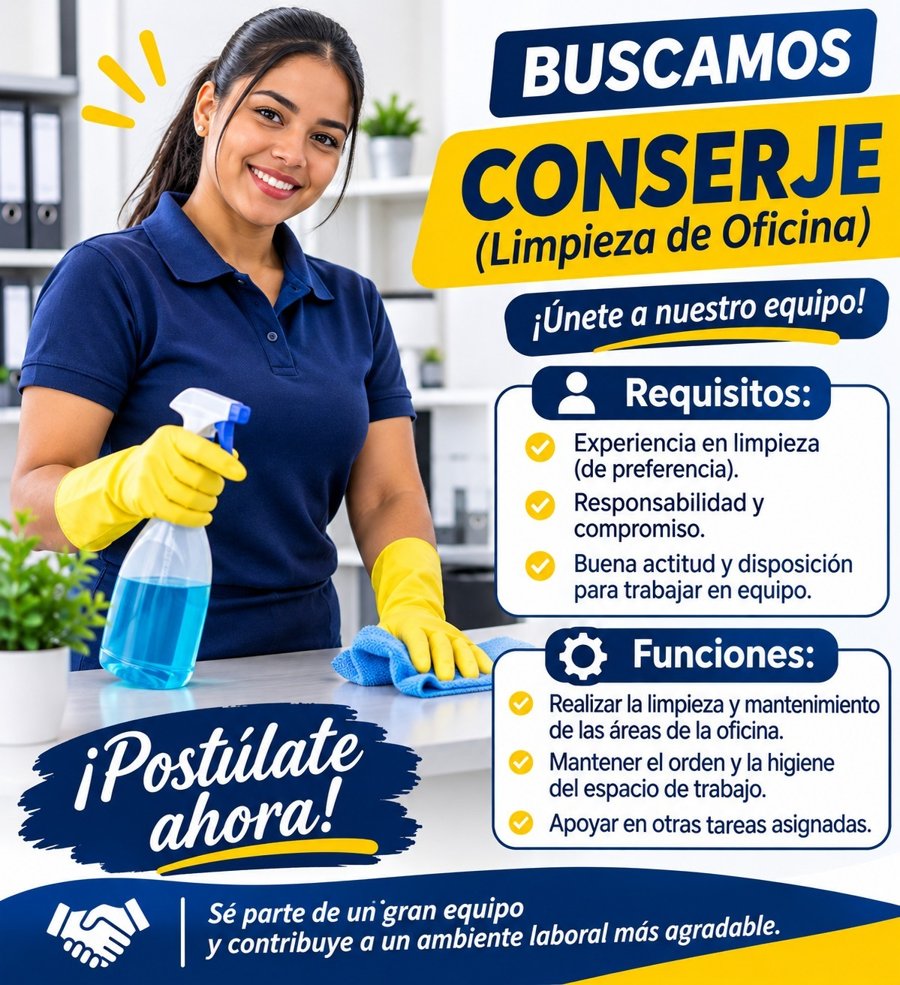 BUSCAMOS
CONSERJE
(Limpieza de Oficina)
¡Únete a nuestro equipo!
Requisitos:
Experiencia en limpieza
(de preferencia).
Responsabilidad y
compromiso.
Buena actitud y disposición
para trabajar en equipo.
Funciones:
Realizar la limpieza y mantenimiento
de las áreas de la oficina.
Mantener el orden y la higiene
del espacio de trabajo.
Apoyar en otras tareas asignadas.
¡Postúlate
ahora!
Sé parte de un gran equipo
y contribuye a un ambiente laboral más agradable.